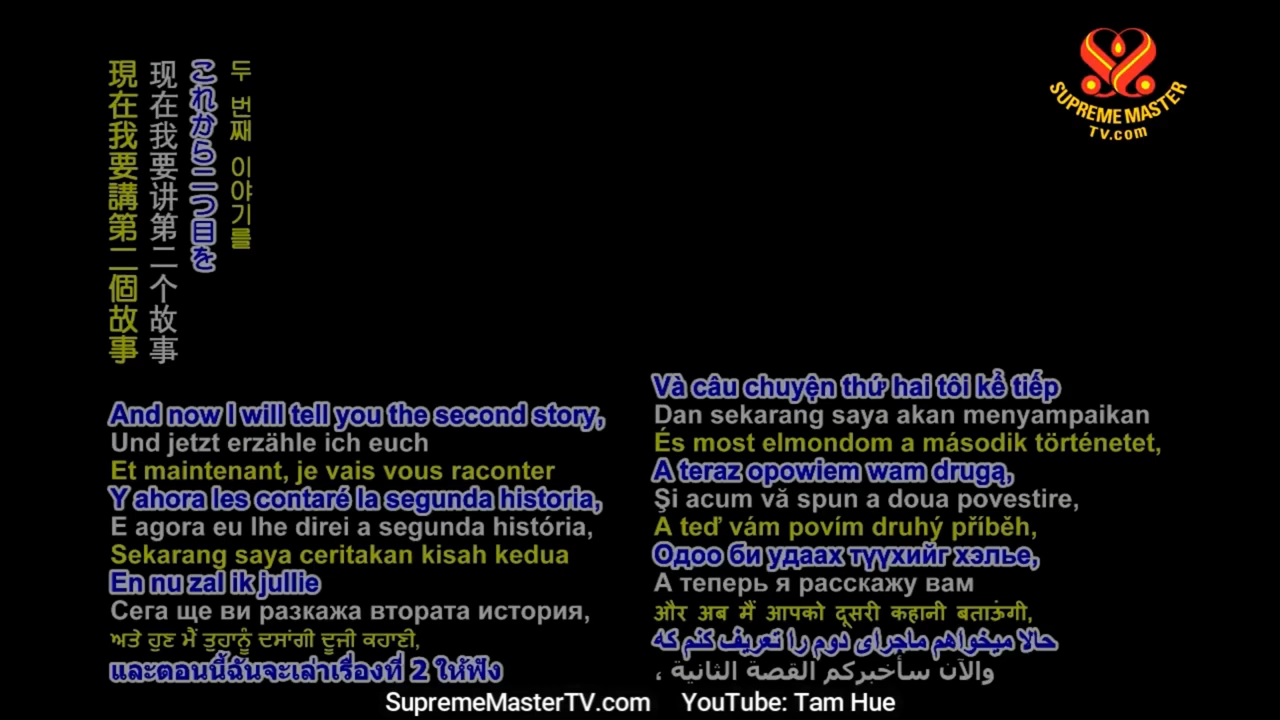 現在我要講第二個故事
现在我要讲第二个故事
これから二つ目を
두 번째 이야기를
SUPREME MASTER
TV.com
And now I will tell you the second story,
Und jetzt erzähle ich euch
Et maintenant, je vais vous raconter
Y ahora les contaré la segunda historia,
E agora eu lhe direi a segunda história,
Sekarang saya ceritakan kisah kedua
En nu zal ik jullie
Сега ще ви разкажа втората история,
ਅਤੇ ਹੁਣ ਮੈਂ ਤੁਹਾਨੂੰ ਦਸਾਂਗੀ ਦੂਜੀ ਕਹਾਣੀ,
และตอนนี้ฉันจะเล่าเรื่องที่ 2 ให้ฟัง
Và câu chuyện thứ hai tôi kể tiếp
Dan sekarang saya akan menyampaikan
És most elmondom a második történetet,
A teraz opowiem wam drugą,
Şi acum vă spun a doua povestire,
A teď vám povím druhý příběh,
Одоо би удаах түүхийг хэлье,
А теперь я расскажу вам
और अब मैं आपको दूसरी कहानी बताऊंगी,
حالا میخواهم ماجرای دوم را تعریف کنم که
والآن سأخبركم القصة الثانية ،
SupremeMasterTV.com YouTube: Tam Hue